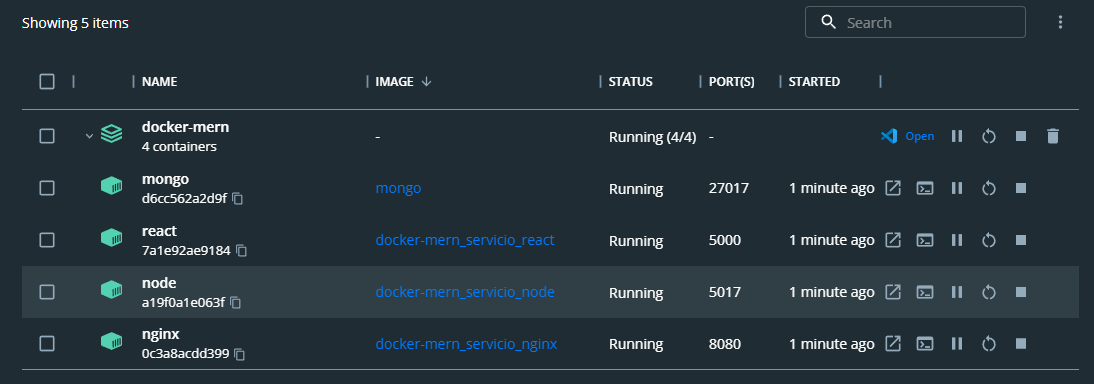 Showing 5 items
Search
NAME IMAGE STATUS PORT(S) STARTED
docker-mern
4 containers
- Running (4/4) - Open
mongo
d6cc562a2d9f
mongo Running 27017 1 minute ago
react
7a1e92ae9184
docker-mern_servicio_react Running 5000 1 minute ago
node
a19f0a1e063f
docker-mern_servicio_node Running 5017 1 minute ago
nginx
0c3a8acdd399
docker-mern_servicio_nginx Running 8080 1 minute ago